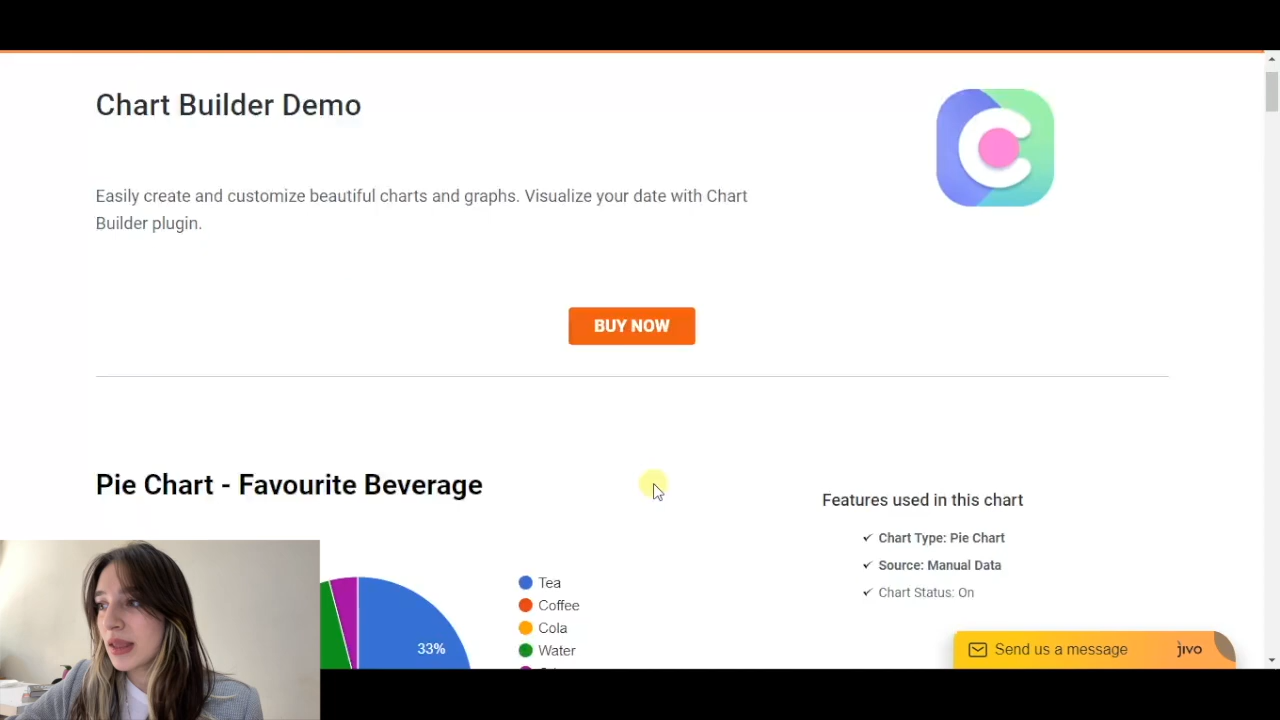 Chart Builder Demo
Easily create and customize beautiful charts and graphs. Visualize your date with Chart
Builder plugin.
BUY NOW
Pie Chart - Favourite Beverage
Features used in this chart
Chart Type: Pie Chart
Source: Manual Data
Chart Status: On
Tea
Coffee
Cola
Water
33%
Send us a message
jivo